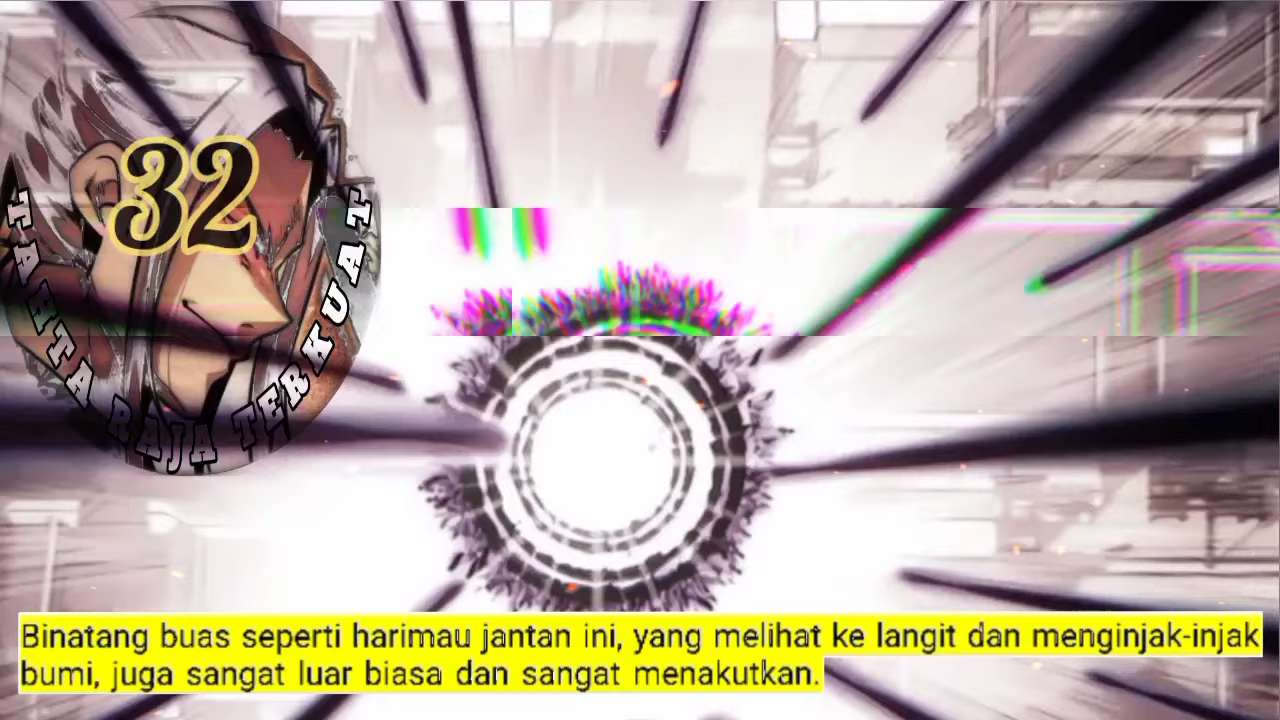 32
TAHTA RAJA TERKUAT
Binatang buas seperti harimau jantan ini, yang melihat ke langit dan menginjak-injak
bumi, juga sangat luar biasa dan sangat menakutkan.